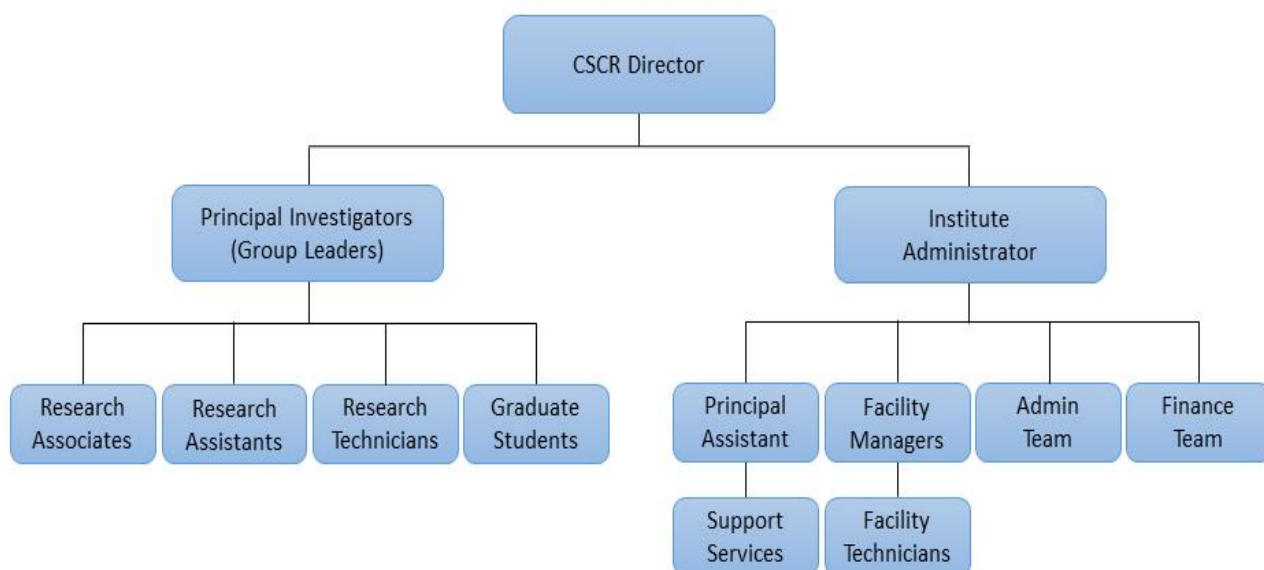 CSCR Director
Principal Investigators
(Group Leaders)
Institute
Administrator
Research
Associates
Research
Assistants
Research
Technicians
Graduate
Students
Principal
Assistant
Facility
Managers
Admin
Team
Finance
Team
Support
Services
Facility
Technicians